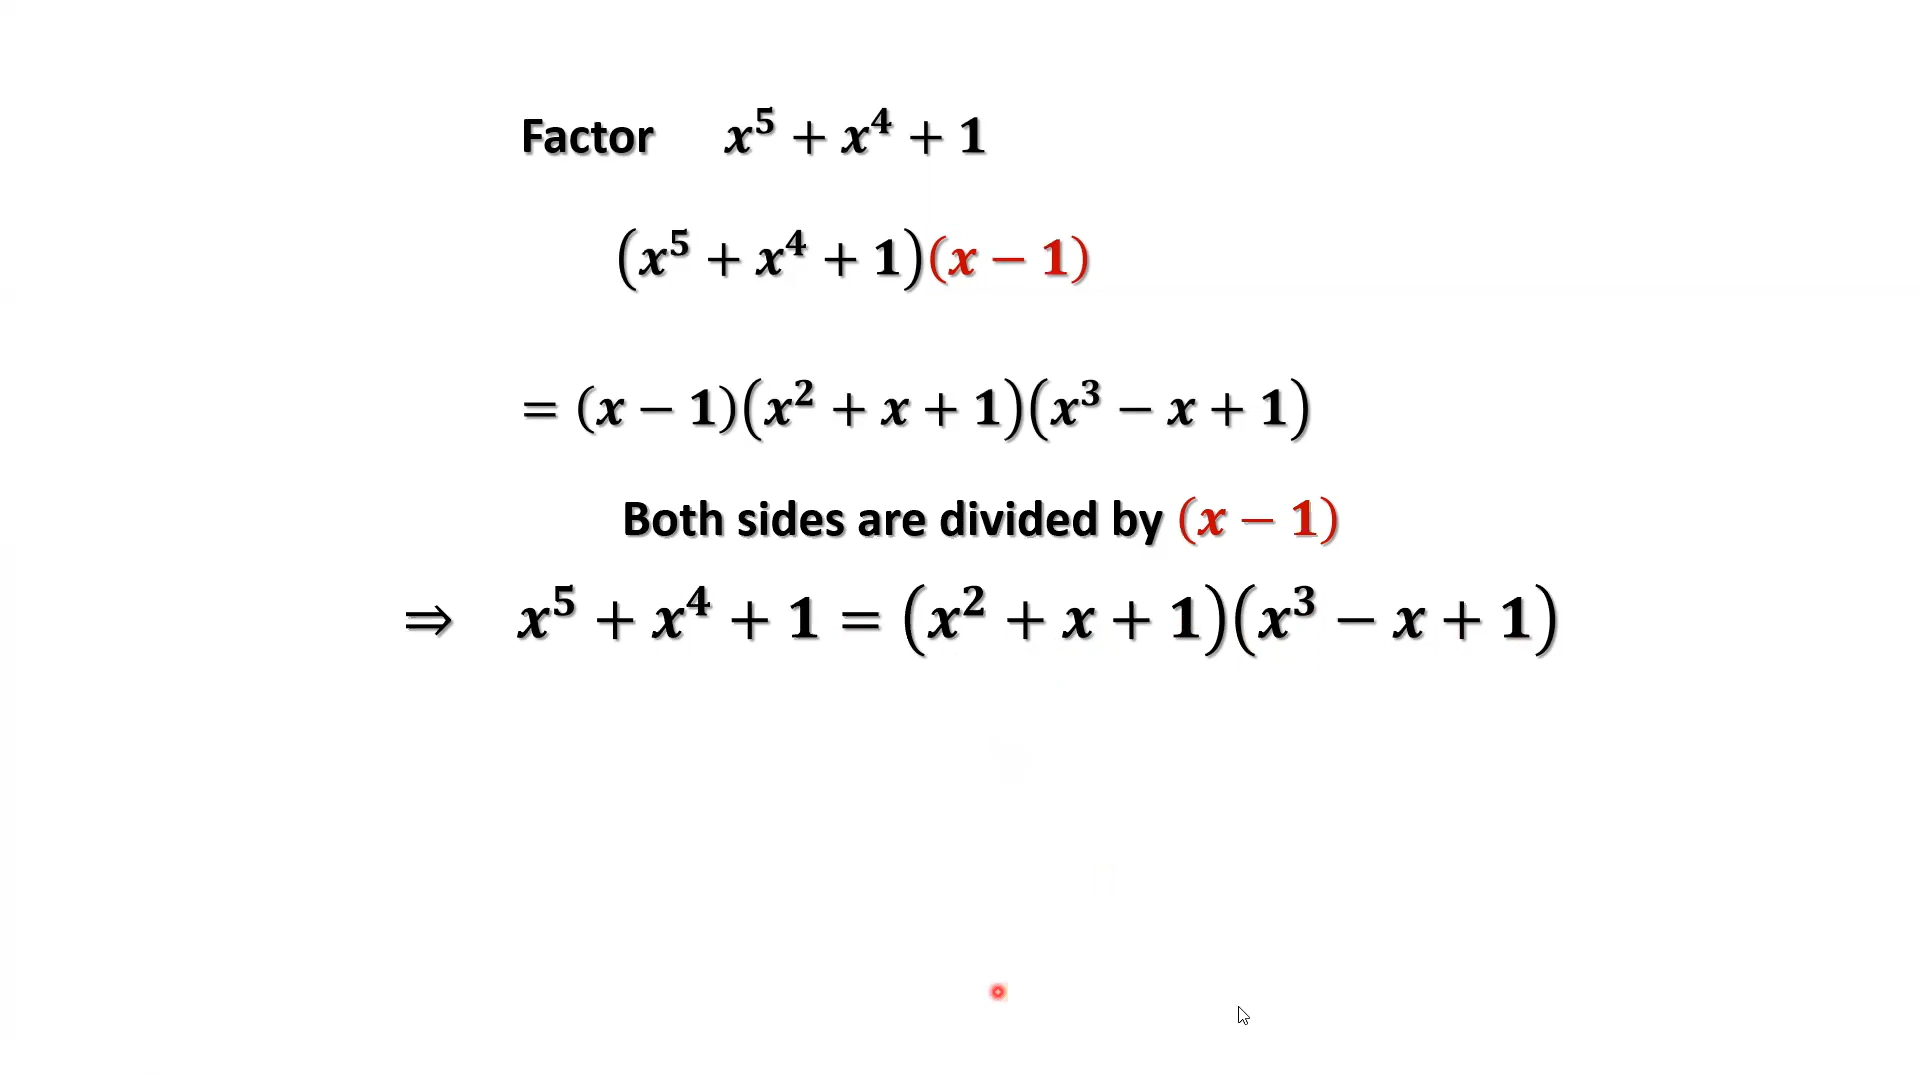 Factor x⁵ + x⁴ + 1
(x⁵ + x⁴ + 1)(x − 1)
= (x − 1)(x² + x + 1)(x³ − x + 1)
Both sides are divided by (x − 1)
⇒ x⁵ + x⁴ + 1 = (x² + x + 1)(x³ − x + 1)